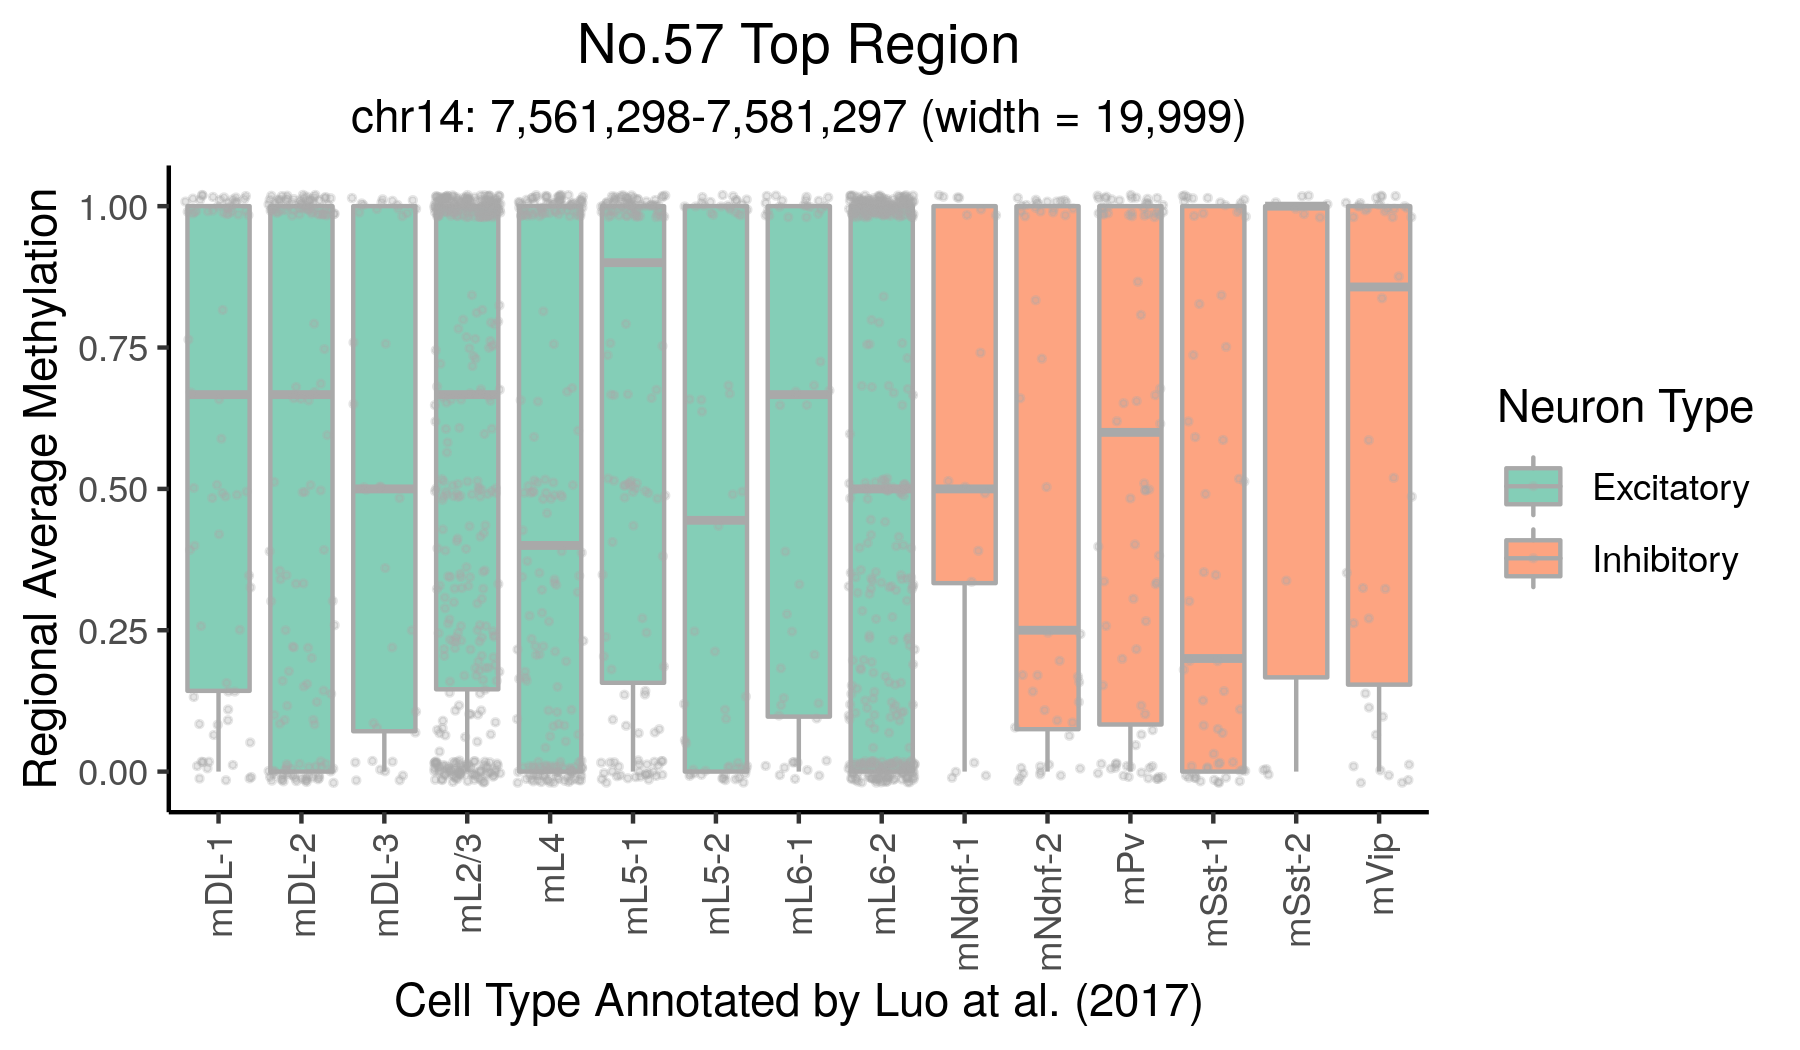 No.57 Top Region
chr14: 7,561,298-7,581,297 (width = 19,999)
Regional Average Methylation
1.00
0.75
0.50
0.25
0.00
mDL-1
mDL-2
mDL-3
mL2/3
mL4
mL5-1
mL5-2
mL6-1
mL6-2
mNdnf-1
mNdnf-2
mPv
mSst-1
mSst-2
mVip
Cell Type Annotated by Luo at al. (2017)
Neuron Type
Excitatory
Inhibitory